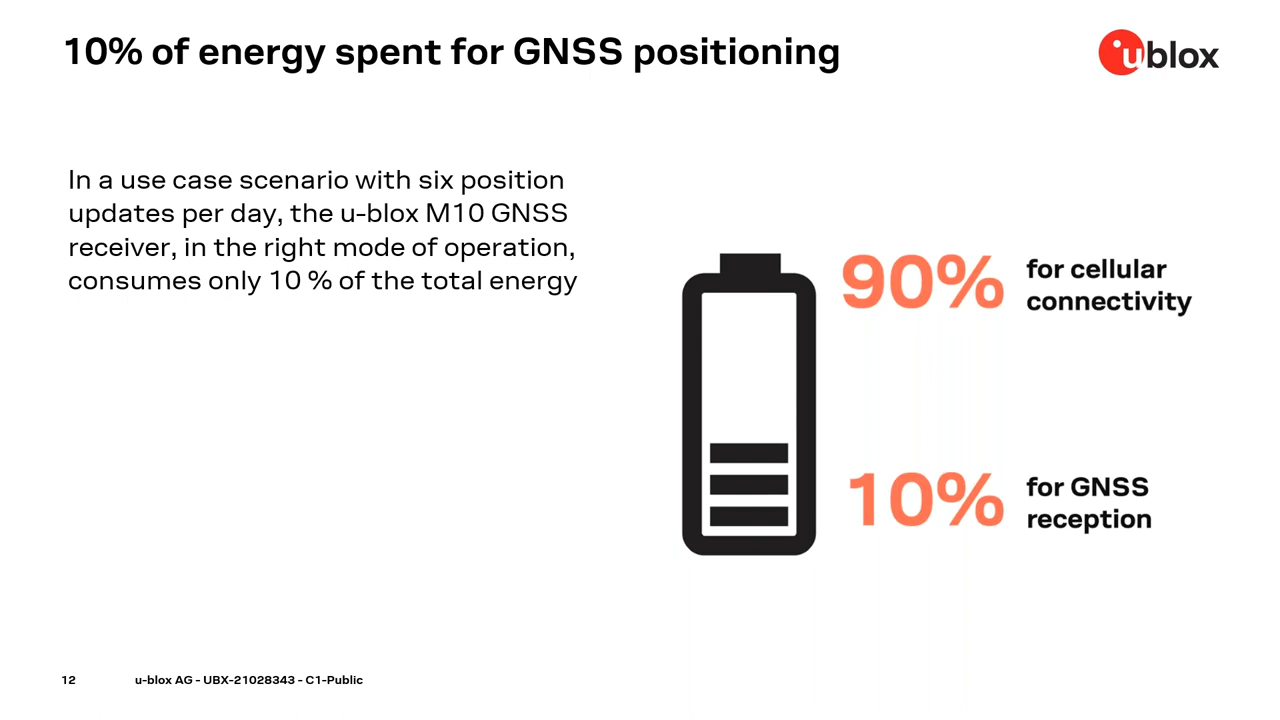 10% of energy spent for GNSS positioning
ublox
In a use case scenario with six position
updates per day, the u-blox M10 GNSS
receiver, in the right mode of operation,
consumes only 10 % of the total energy
90%
for cellular
connectivity
10%
for GNSS
reception
12
u-blox AG - UBX-21028343 - C1-Public